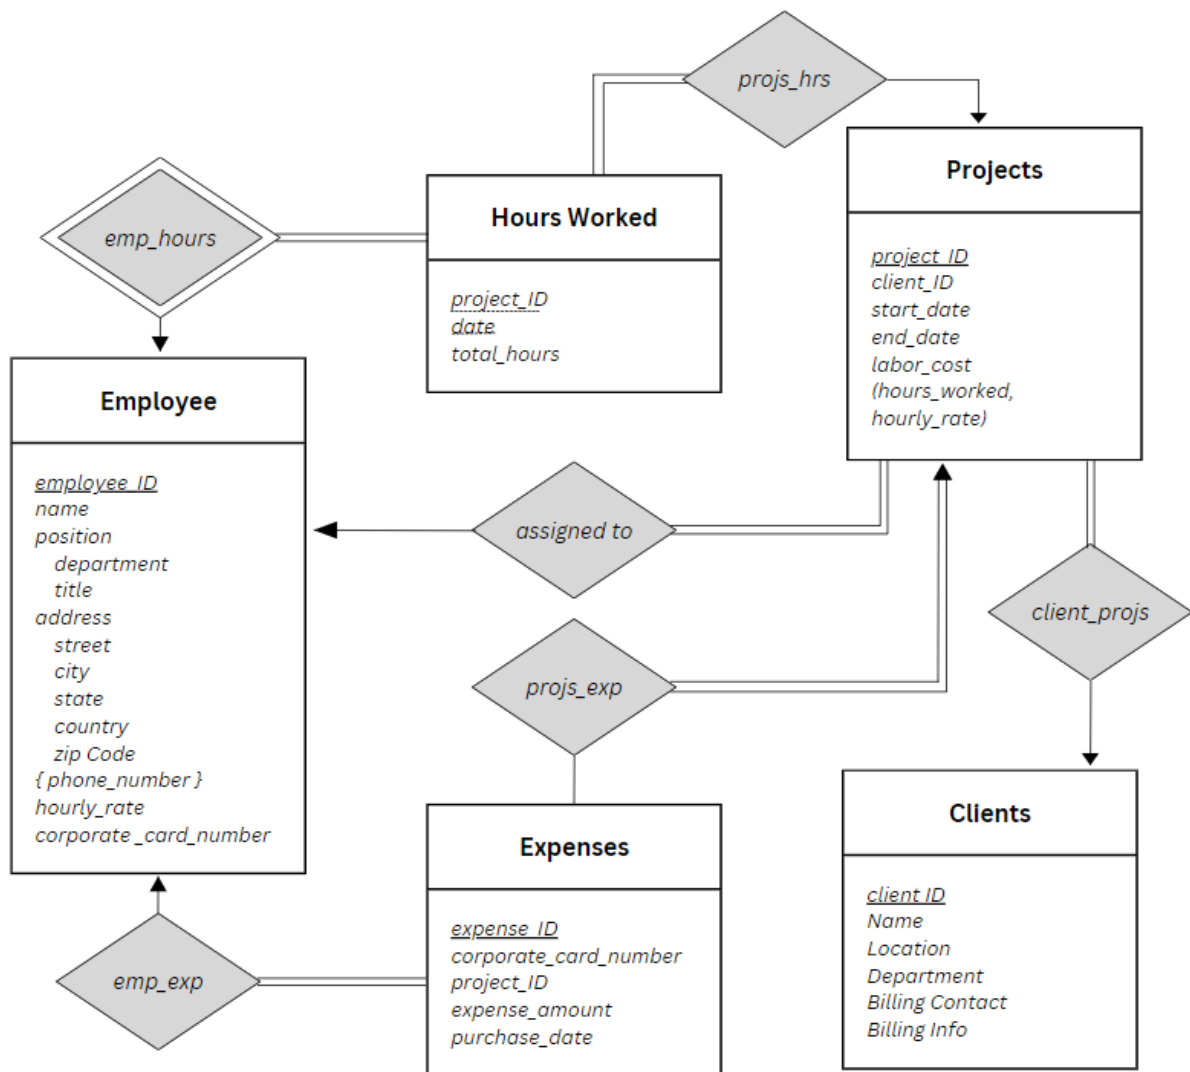 projs_hrs
Projects
project_ID
client_ID
start_date
end_date
labor_cost
(hours_worked,
hourly_rate)
Hours Worked
project_ID
date
total_hours
emp_hours
Employee
employee_ID
name
position
department
title
address
street
city
state
country
zip Code
{ phone_number }
hourly_rate
corporate_card_number
assigned to
projs_exp
client_projs
Expenses
expense_ID
corporate_card_number
project_ID
expense_amount
purchase_date
emp_exp
Clients
client ID
Name
Location
Department
Billing Contact
Billing Info